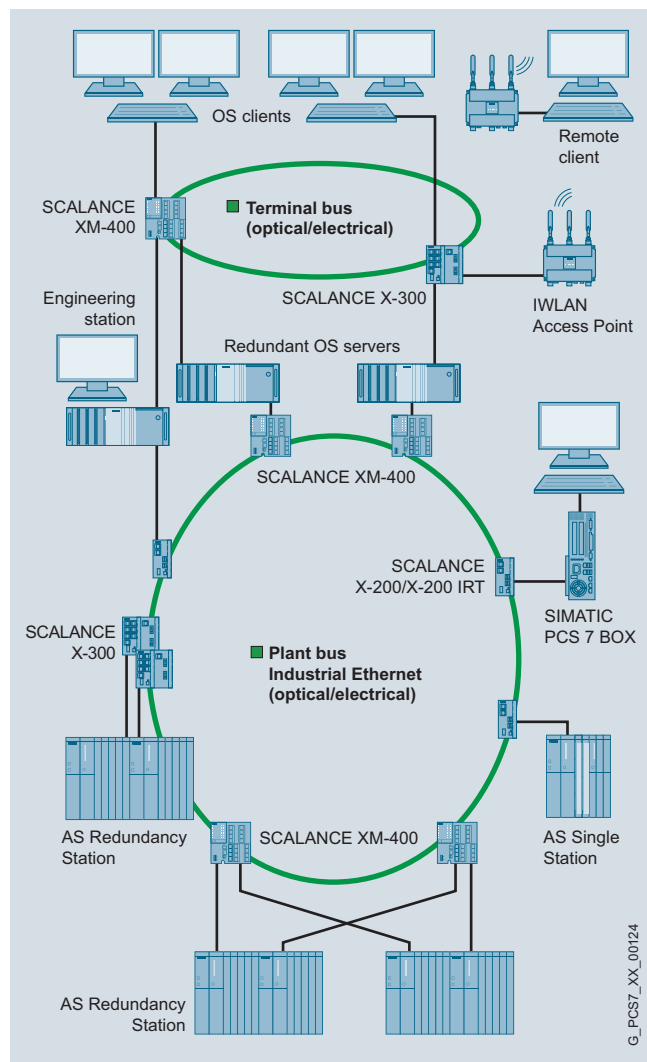 OS clients
Remote
client
SCALANCE
XM-400
Terminal bus
(optical/electrical)
SCALANCE X-300
IWLAN
Access Point
Engineering
station
Redundant OS servers
SCALANCE XM-400
SCALANCE
X-200/X-200 IRT
SIMATIC
PCS 7 BOX
SCALANCE
X-300
Plant bus
Industrial Ethernet
(optical/electrical)
AS Redundancy
Station
SCALANCE XM-400
AS Single
Station
AS Redundancy
Station
G_PCS7_XX_00124